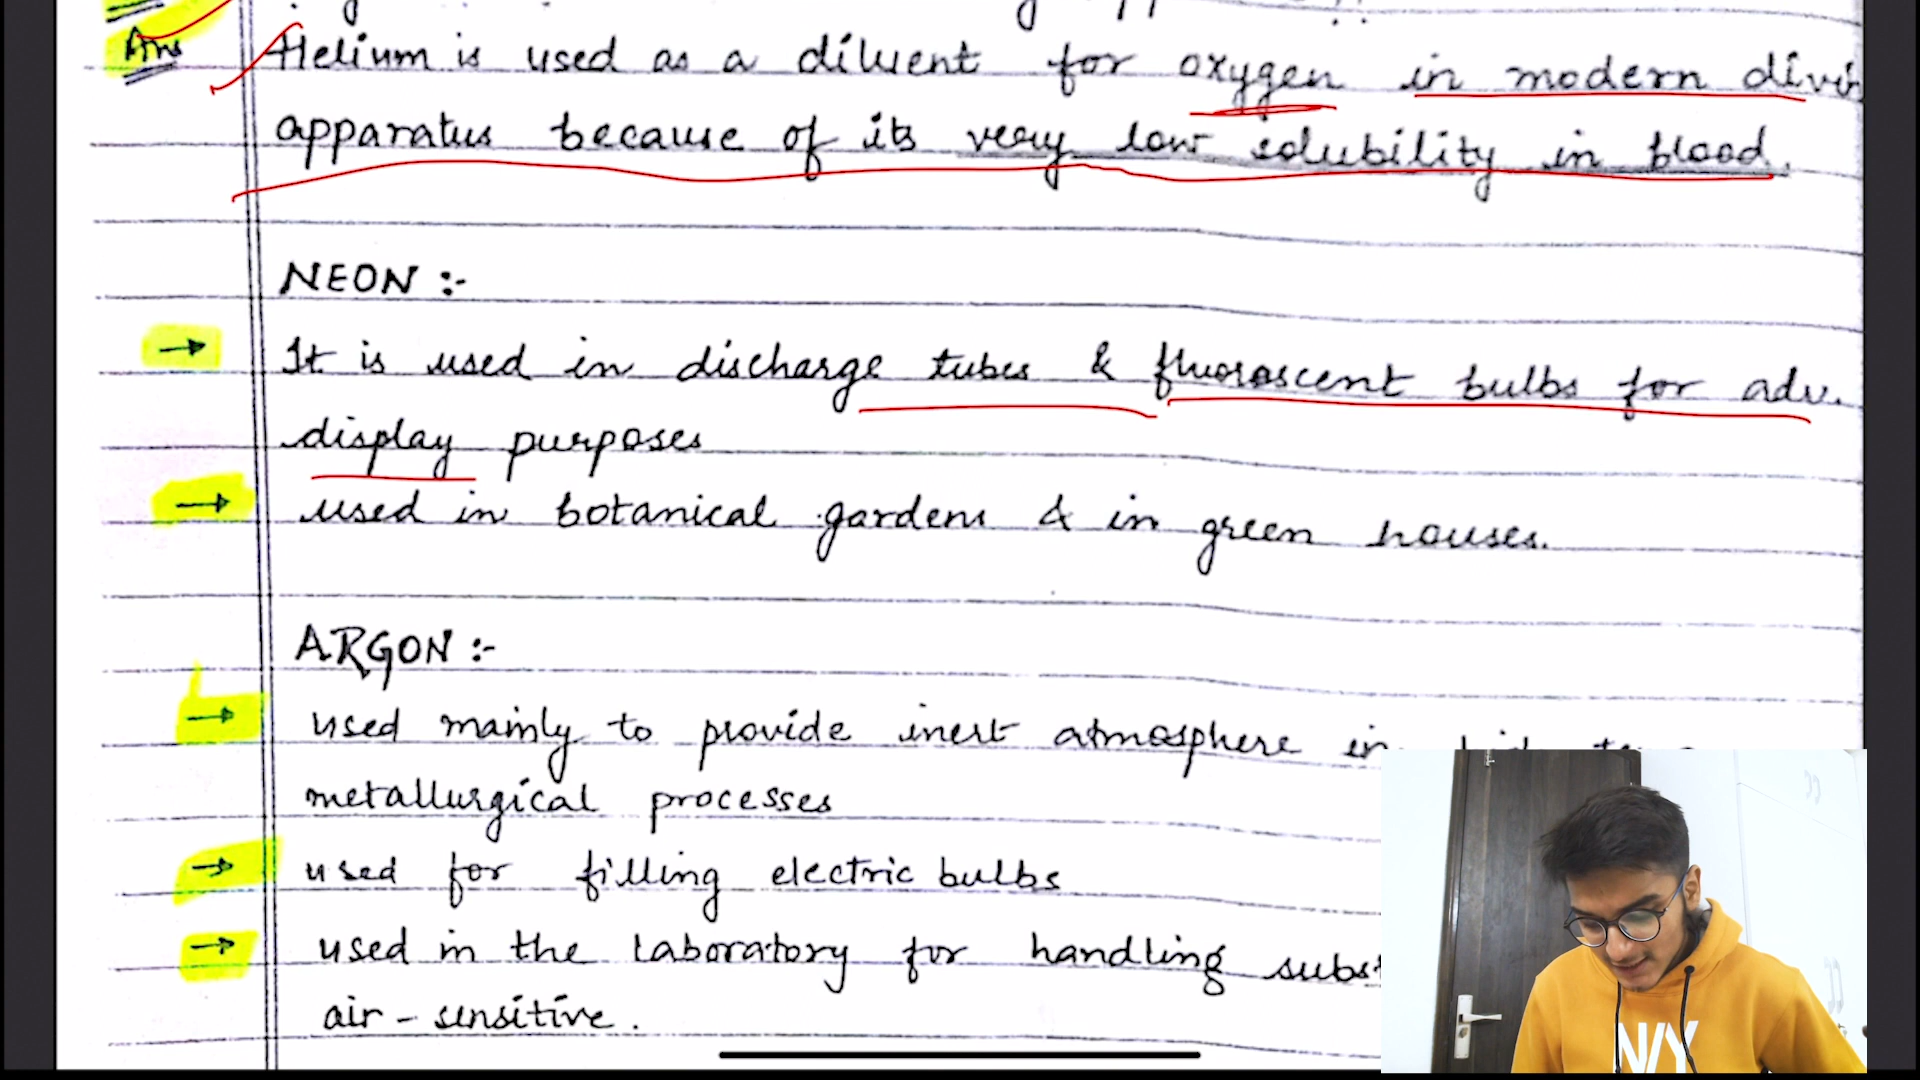 Ans Helium is used as a diluent for oxygen in modern
apparatus because of its very low solubility in blood.
NEON :-
→ It is used in discharge tubes & fluorescent bulbs for adv.
display purposes
→ used in botanical gardens & in green houses.
ARGON :-
→ used mainly to provide inert atmosphere in
metallurgical processes
→ used for filling electric bulbs
→ used in the laboratory for handling
air-sensitive.
N/Y